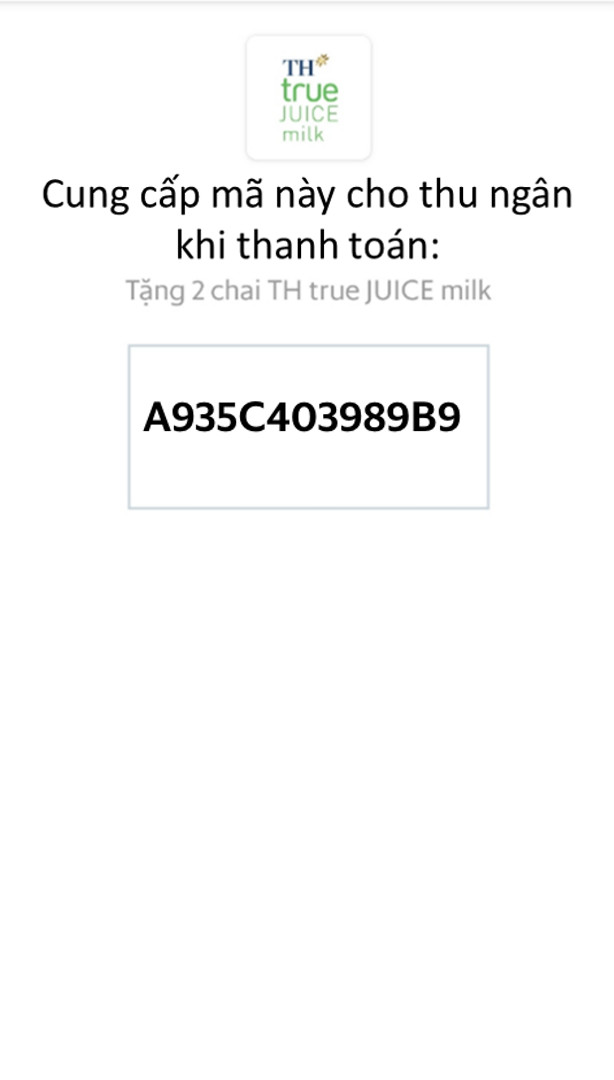 TH
true
JUICE
milk
Cung cấp mã này cho thu ngân
khi thanh toán:
Tặng 2 chai TH true JUICE milk
A935C403989B9